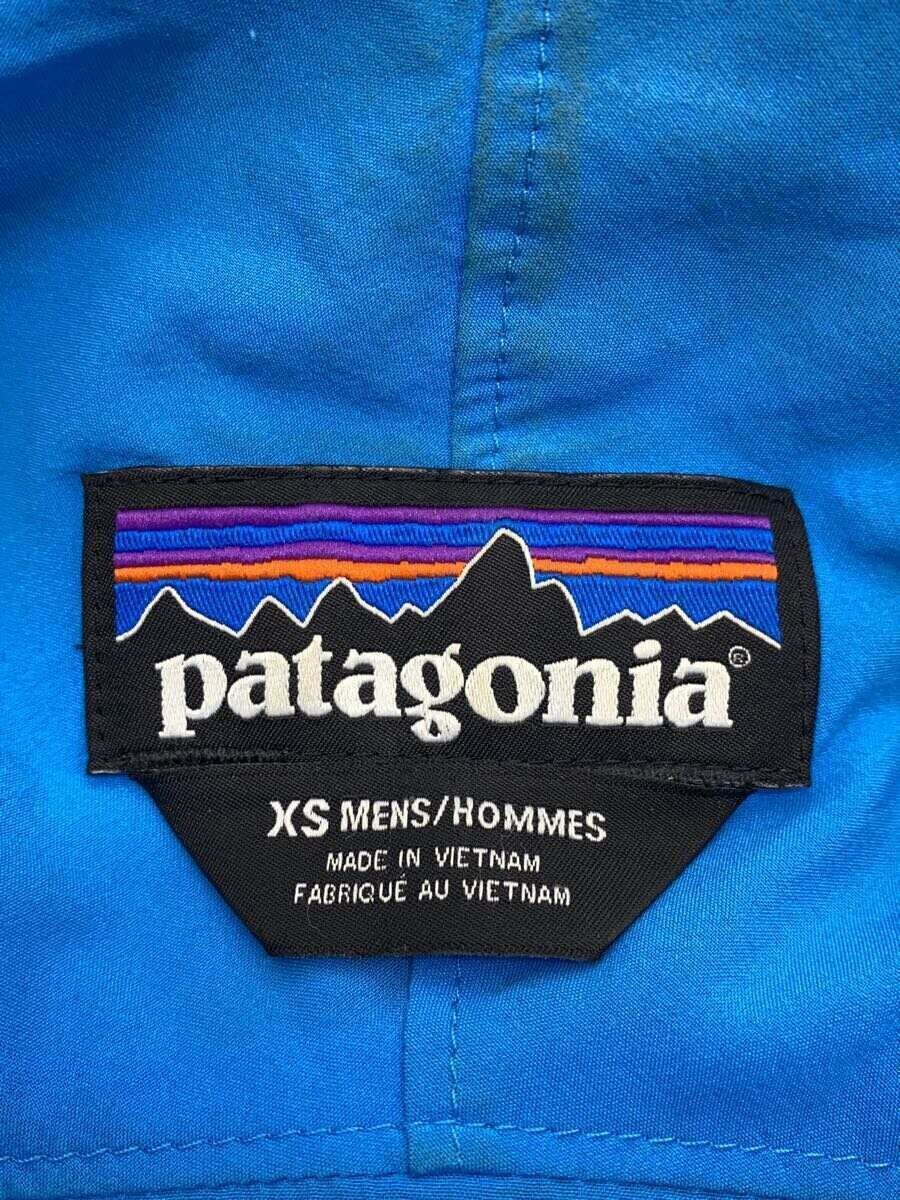 patagonia®
XS MENS/HOMMES
MADE IN VIETNAM
FABRIQUÉ AU VIETNAM